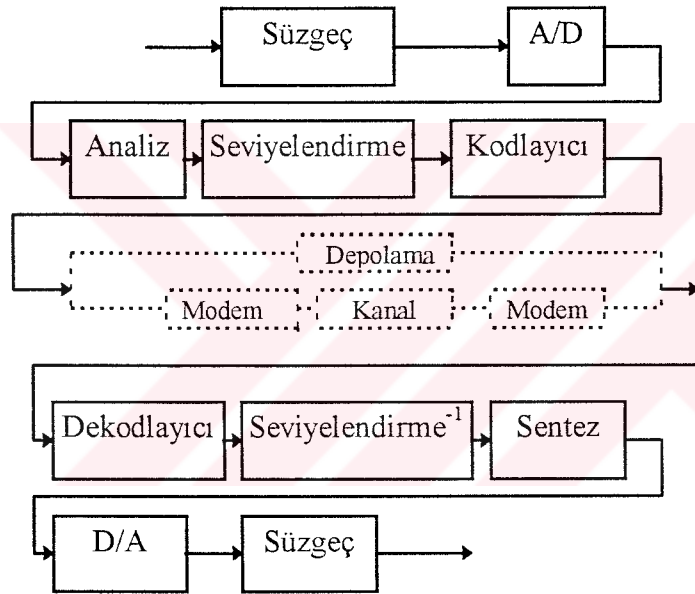 Süzgeç A/D
Analiz Seviyelendirme Kodlayıcı
Depolama
Modem Kanal Modem
Dekodlayıcı Seviyelendirme⁻¹ Sentez
D/A Süzgeç